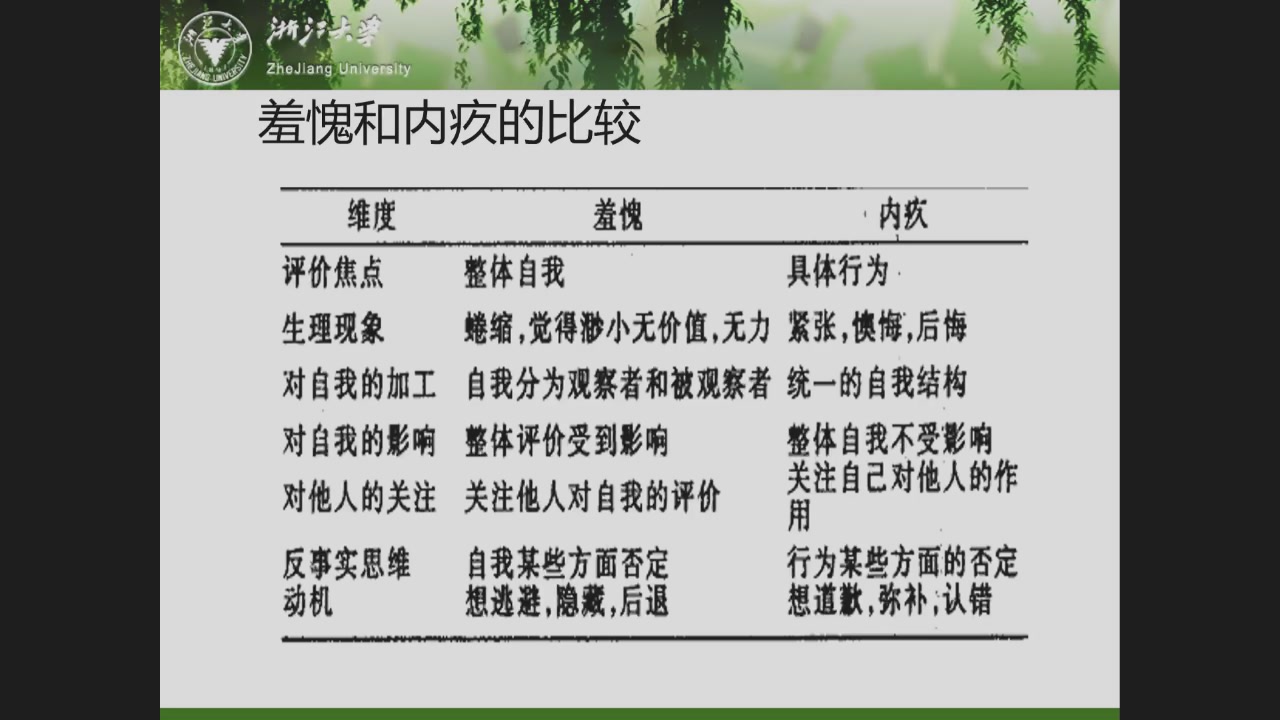 浙江大学
ZheJiang University
羞愧和内疚的比较
维度 羞愧 内疚
评价焦点 整体自我 具体行为
生理现象 蜷缩,觉得渺小无价值,无力 紧张,懊悔,后悔
对自我的加工 自我分为观察者和被观察者 统一的自我结构
对自我的影响 整体评价受到影响 整体自我不受影响
对他人的关注 关注他人对自我的评价 关注自己对他人的作
用
反事实思维 自我某些方面否定 行为某些方面的否定
动机 想逃避,隐藏,后退 想道歉,弥补,认错